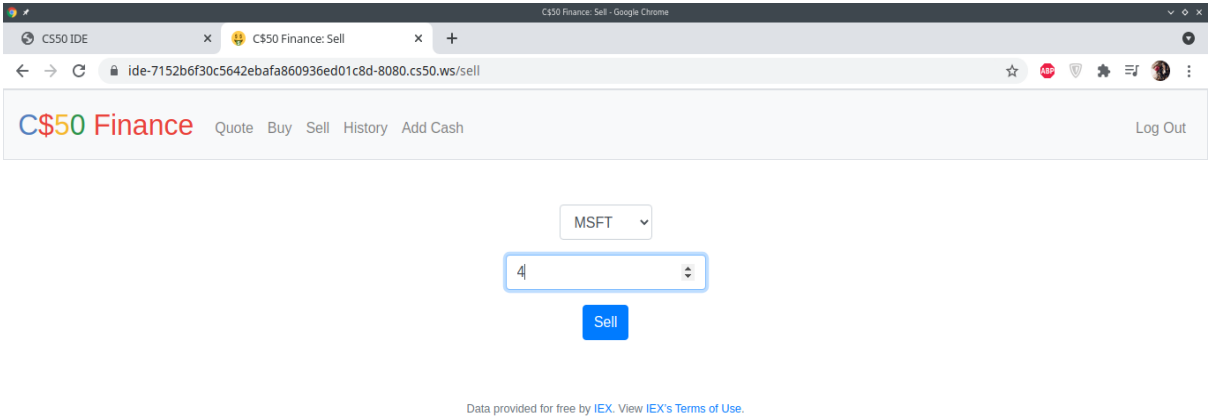 C$50 Finance: Sell - Google Chrome
CS50 IDE C$50 Finance: Sell
ide-7152b6f30c5642ebafa860936ed01c8d-8080.cs50.ws/sell ABP
C$50 Finance Quote Buy Sell History Add Cash Log Out
MSFT
4
Sell
Data provided for free by IEX. View IEX's Terms of Use.